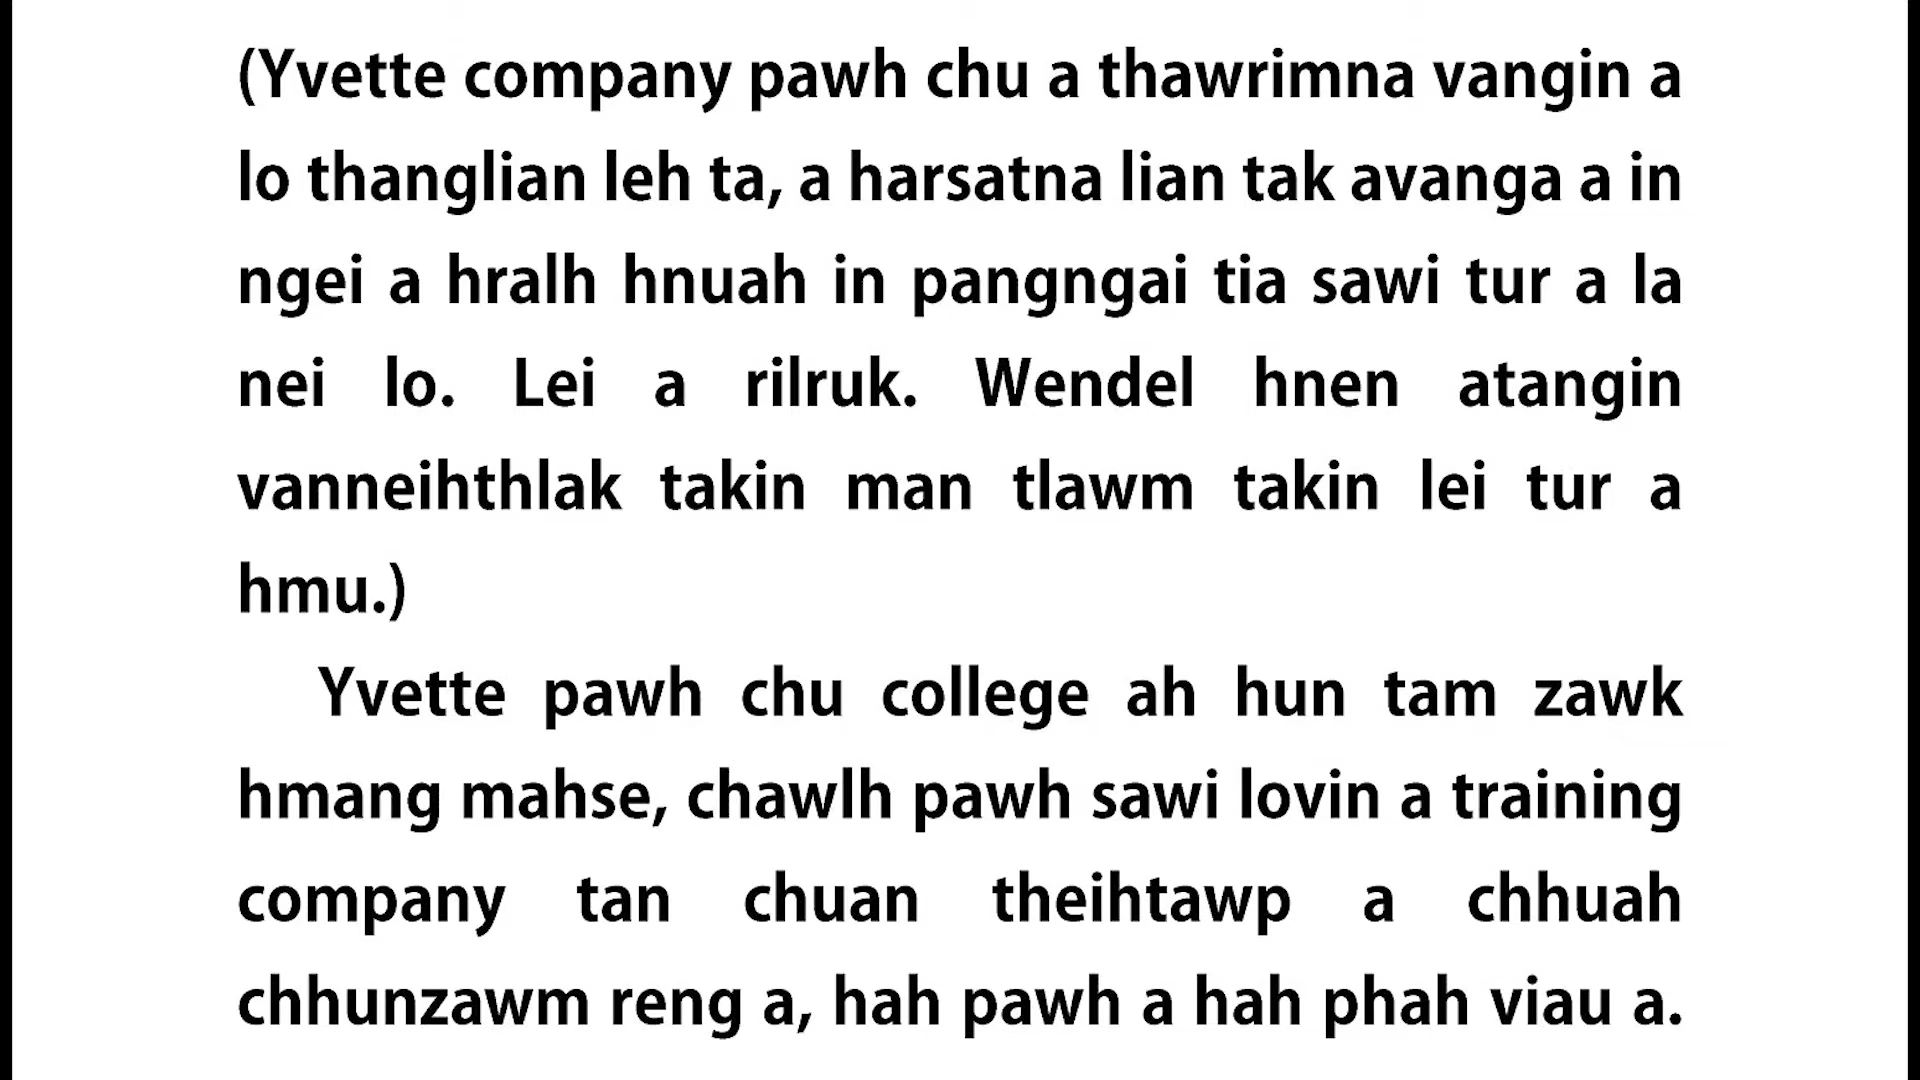 (Yvette company pawh chu a thawrimna vangin a
lo thanglian leh ta, a harsatna lian tak avanga a in
ngei a hralh hnuah in pangngai tia sawi tur a la
nei lo. Lei a rilruk. Wendel hnen atangin
vanneihthlak takin man tlawm takin lei tur a
hmu.)
Yvette pawh chu college ah hun tam zawk
hmang mahse, chawlh pawh sawi lovin a training
company tan chuan theihtawp a chhuah
chhunzawm reng a, hah pawh a hah phah viau a.